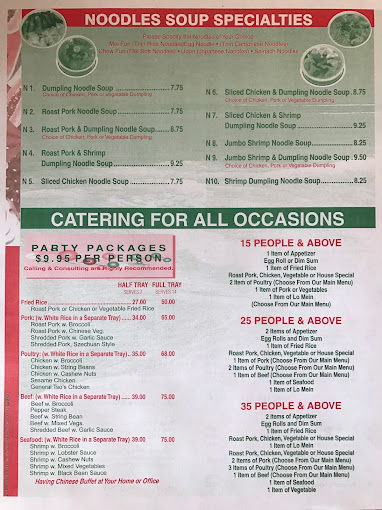 NOODLES SOUP SPECIALTIES
Please Specify the Noodles of Your Choice:
Mei Fun (Thin Rice Noodles) Egg Noodle • (Thin Cantonese Noodles)
Chow Fun (Flat Rice Noodles) • Udon (Japanese Noodles) • Spinach Noodles
N 1. Dumpling Noodle Soup 7.75
Choice of Chicken, Pork or Vegetable Dumpling
N 2. Roast Pork Noodle Soup 7.75
N 3. Roast Pork & Dumpling Noodle Soup 8.75
Choice of Chicken, Pork or Vegetable Dumpling
N 4. Roast Pork & Shrimp
Dumpling Noodle Soup 9.25
N 5. Sliced Chicken Noodle Soup 7.75
N 6. Sliced Chicken & Dumpling Soup 8.75
Choice of Chicken, Pork or Vegetable Dumpling
N 7. Sliced Chicken & Shrimp
Dumpling Noodle Soup 9.25
N 8. Jumbo Shrimp Noodle Soup 8.25
N 9. Jumbo Shrimp & Dumpling Noodle Soup 9.50
Choice of Chicken, Pork or Vegetable Dumpling
N10. Shrimp Dumpling Noodle Soup 8.25
CATERING FOR ALL OCCASIONS
PARTY PACKAGES
$9.95 PER PERSON
Calling & Consulting are Highly Recommended.
HALF TRAY FULL TRAY
SERVES 7 SERVES 14
Fried Rice 27.00 50.00
Roast Pork or Chicken or Vegetable Fried Rice
Pork: (w. White Rice in a Separate Tray) 34.00 65.00
Roast Pork w. Broccoli
Roast Pork w. Chinese Veg.
Shredded Pork w. Garlic Sauce
Shredded Pork, Szechuan Style
Poultry: (w. White Rice in a Separate Tray) 35.00 68.00
Chicken w. Broccoli
Chicken w. String Beans
Chicken w. Cashew Nuts
Sesame Chicken
General Tso's Chicken
Beef: (w. White Rice in a Separate Tray) 39.00 75.00
Beef w. Broccoli
Pepper Steak
Beef w. String Bean
Beef w. Mixed Vegs.
Shredded Beef w. Garlic Sauce
Seafood: (w. White Rice in a Separate Tray) 39.00 75.00
Shrimp w. Broccoli
Shrimp w. Lobster Sauce
Shrimp w. Cashew Nuts
Shrimp w. Mixed Vegetables
Shrimp w. Black Bean Sauce
Having Chinese Buffet at Your Home or Office
15 PEOPLE & ABOVE
1 Item of Appetizer
Egg Roll or Dim Sum
1 Item of Fried Rice
Roast Pork, Chicken, Vegetable or House Special
2 Item of Poultry (Choose From Our Main Menu)
1 Item of Pork or Vegetables
1 Item of Lo Mein
(Choose From Our Main Menu)
25 PEOPLE & ABOVE
2 Items of Appetizer
Egg Rolls and Dim Sum
1 Item of Fried Rice
Roast Pork, Chicken, Vegetable or House Special
1 Item of Pork (Choose From Our Main Menu)
2 Items of Poultry (Choose From Our Main Menu)
1 Item of Beef (Choose From Our Main Menu)
1 Item of Seafood
1 Item of Lo Mein
35 PEOPLE & ABOVE
2 Items of Appetizer
Egg Rolls and Dim Sum
1 Item of Fried Rice
Roast Pork, Chicken, Vegetable or House Special
1 Item of Lo Mein
Roast Pork, Chicken, Vegetable or House Special
2 Items of Pork (Choose From Our Main Menu)
3 Items of Poultry (Choose From Our Main Menu)
1 Item of Beef (Choose From Our Main Menu)
1 Item of Seafood
1 Item of Vegetable